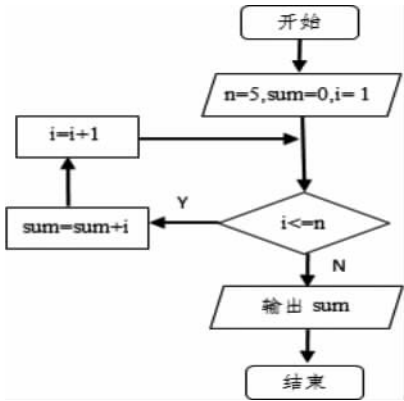 开始
n=5,sum=0,i= 1
i=i+1
Y
sum=sum+i
i<=n
N
输出 sum
结束